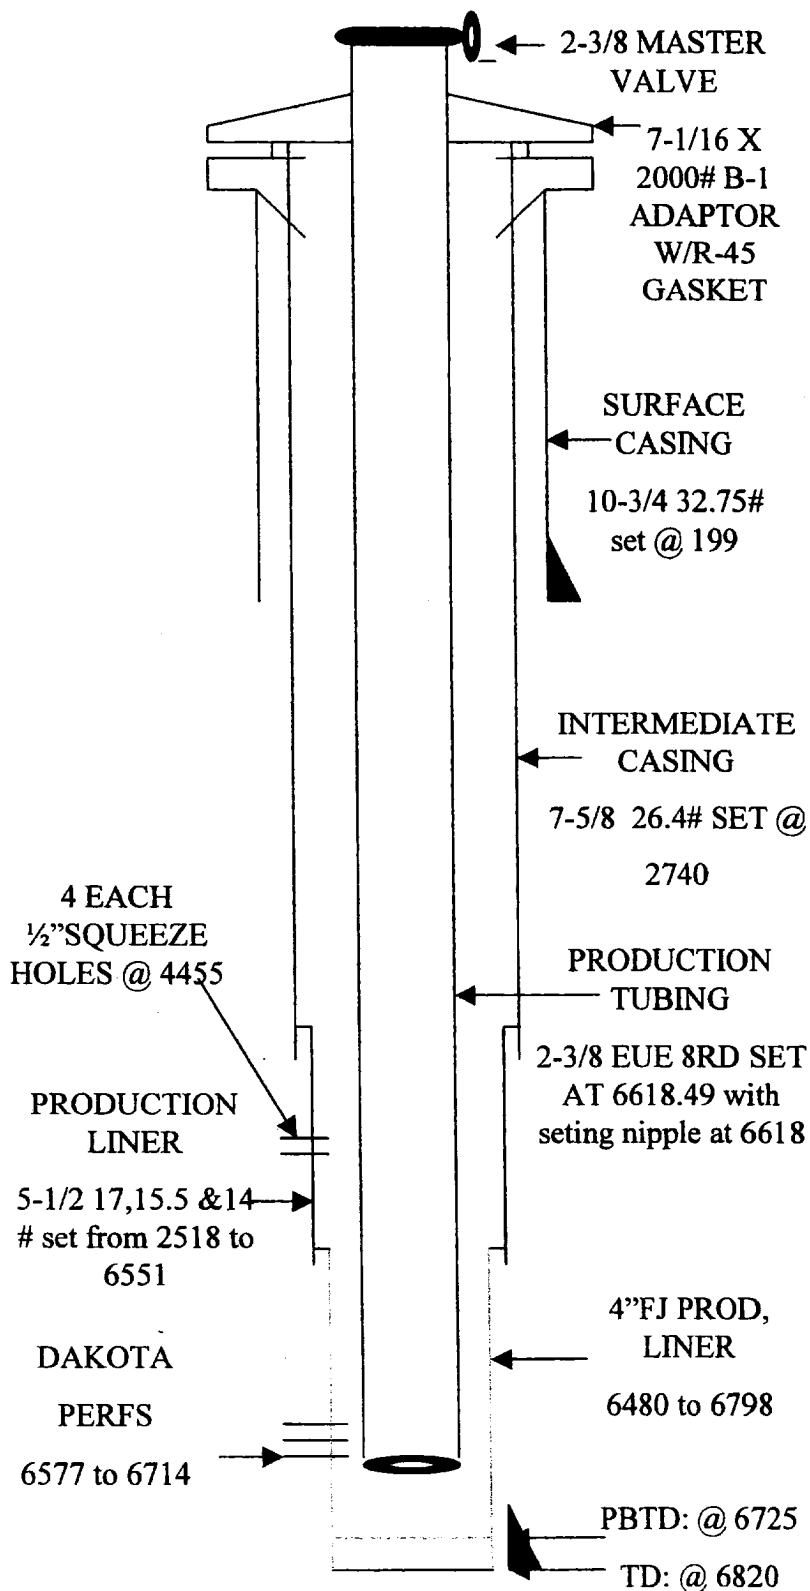 2-3/8 MASTER
VALVE
7-1/16 X
2000# B-1
ADAPTOR
W/R-45
GASKET
SURFACE
CASING
10-3/4 32.75#
set @ 199
INTERMEDIATE
CASING
7-5/8 26.4# SET @
2740
4 EACH
½”SQUEEZE
HOLES @ 4455
PRODUCTION
TUBING
2-3/8 EUE 8RD SET
AT 6618.49 with
seting nipple at 6618
PRODUCTION
LINER
5-1/2 17,15.5 &14
# set from 2518 to
6551
4”FJ PROD,
LINER
6480 to 6798
DAKOTA
PERFS
6577 to 6714
PBTD: @ 6725
TD: @ 6820